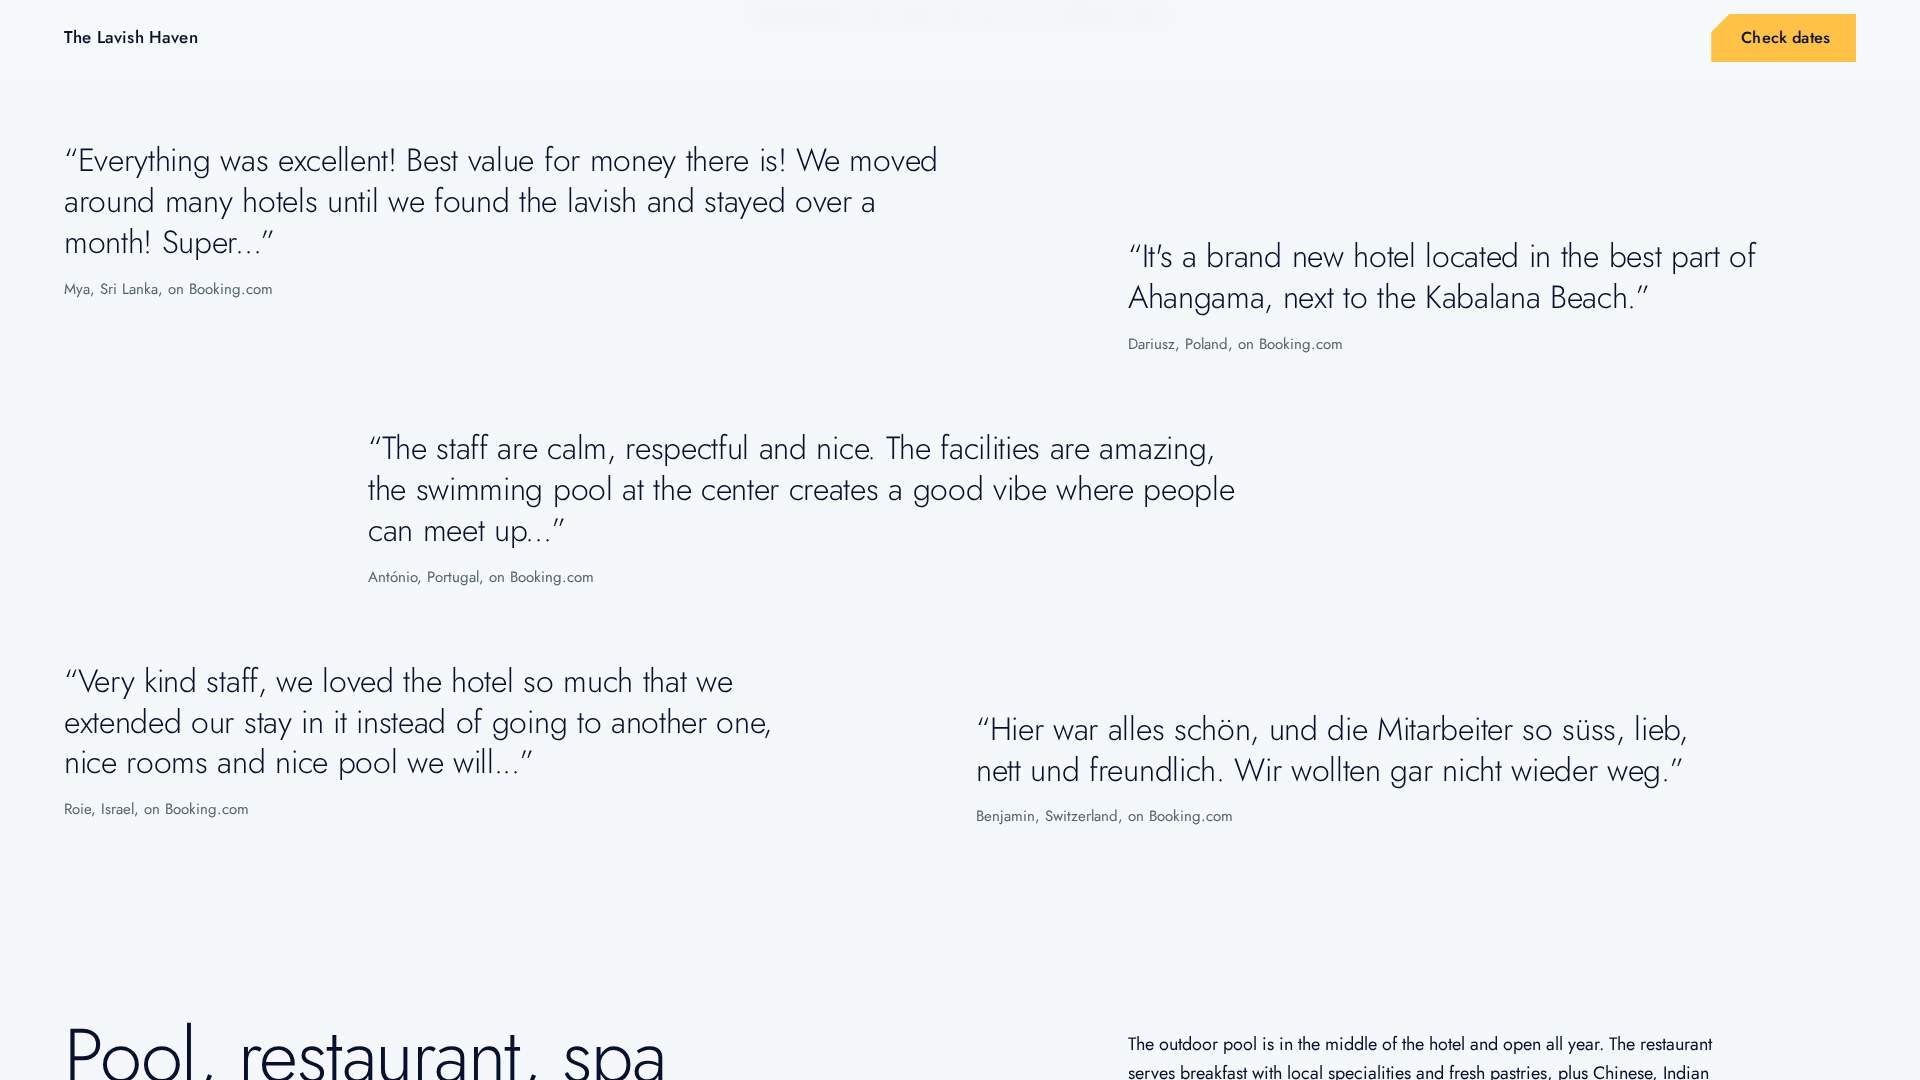 The Lavish Haven
Check dates
“Everything was excellent! Best value for money there is! We moved
around many hotels until we found the lavish and stayed over a
month! Super...”
Mya, Sri Lanka, on Booking.com
“It's a brand new hotel located in the best part of
Ahangama, next to the Kabalana Beach.”
Dariusz, Poland, on Booking.com
“The staff are calm, respectful and nice. The facilities are amazing,
the swimming pool at the center creates a good vibe where people
can meet up...”
António, Portugal, on Booking.com
“Very kind staff, we loved the hotel so much that we
extended our stay in it instead of going to another one,
nice rooms and nice pool we will...”
Roie, Israel, on Booking.com
“Hier war alles schön, und die Mitarbeiter so süss, lieb,
nett und freundlich. Wir wollten gar nicht wieder weg.”
Benjamin, Switzerland, on Booking.com
Pool, restaurant, spa
The outdoor pool is in the middle of the hotel and open all year. The restaurant
serves breakfast with local specialities and fresh pastries, plus Chinese, Indian